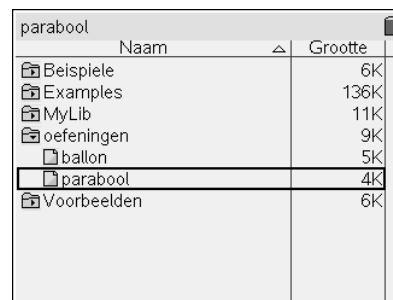 parabool
Naam Grootte
Beispiele 6K
Examples 136K
MyLib 11K
oefeningen 9K
ballon 5K
parabool 4K
Voorbeelden 6K